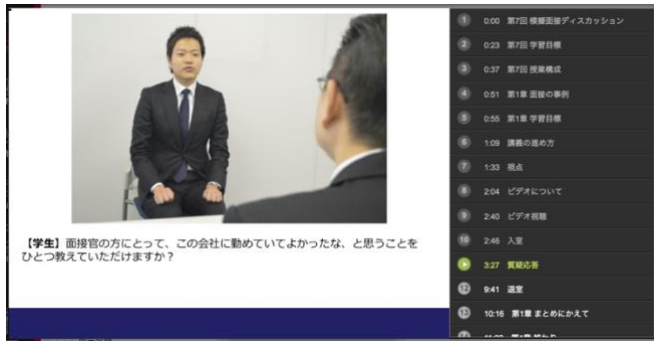 【学生】面接官の方にとって、この会社に勤めていてよかったな、と思うことを
ひとつ教えていただけますか？
1 0:00 第7回 模擬面接ディスカッション
2 0:23 第7回 学習目標
3 0:37 第7回 授業構成
4 0:51 第1章 面接の事例
5 0:55 第1章 学習目標
6 1:09 講義の進め方
7 1:33 視点
8 2:04 ビデオについて
9 2:40 ビデオ視聴
10 2:46 入室
3:27 質疑応答
12 9:41 退室
13 10:16 第1章 まとめにかえて